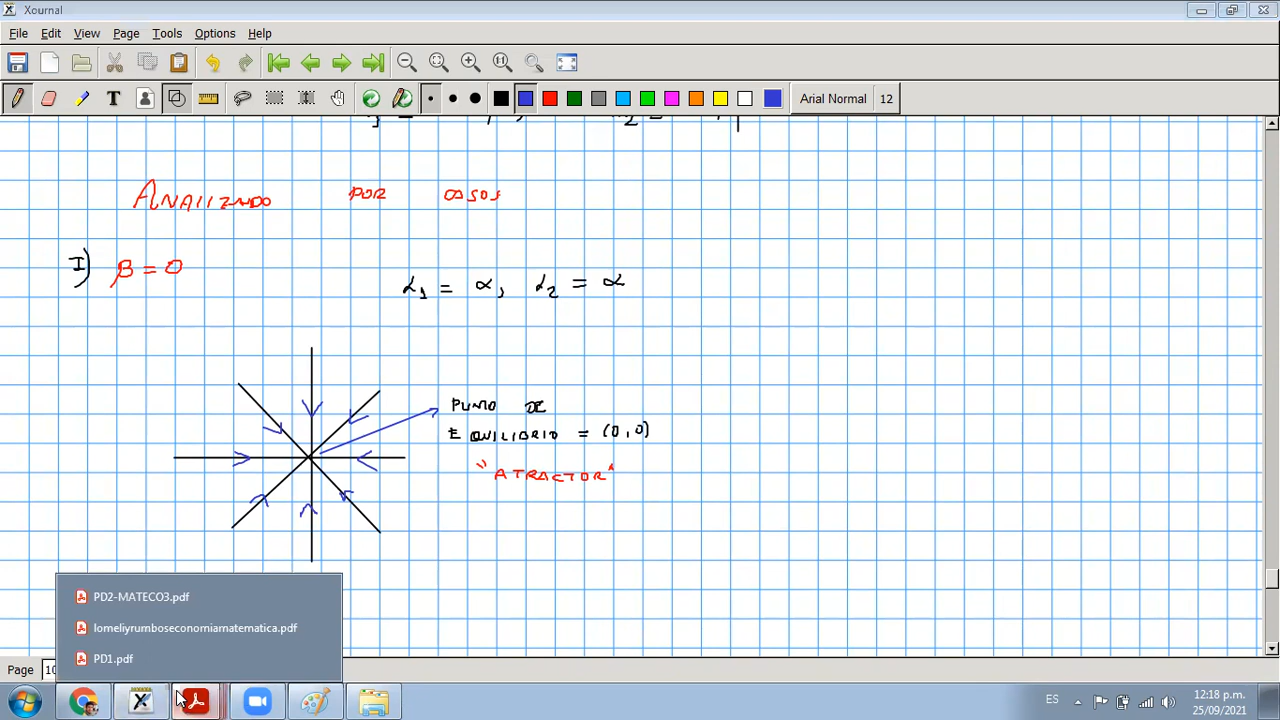 Xournal
File Edit View Page Tools Options Help
Arial Normal 12
ANALIZANDO POR CASOS
I) β = 0
λ1 = α, λ2 = α
PUNTO DE
EQUILIBRIO = (0,0)
"ATRACTOR"
PD2-MATECO3.pdf
lomeliyrumboseconomiamatematica.pdf
PD1.pdf
Page 10
ES
12:18 p.m.
25/09/2021